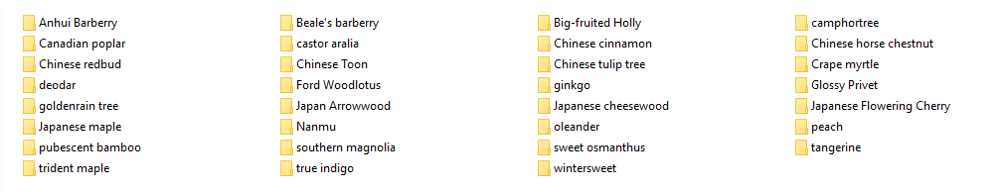 Anhui Barberry
Beale's barberry
Big-fruited Holly
camphortree
Canadian poplar
castor aralia
Chinese cinnamon
Chinese horse chestnut
Chinese redbud
Chinese Toon
Chinese tulip tree
Crape myrtle
deodar
Ford Woodlotus
ginkgo
Glossy Privet
goldenrain tree
Japan Arrowwood
Japanese cheesewood
Japanese Flowering Cherry
Japanese maple
Nanmu
oleander
peach
pubescent bamboo
southern magnolia
sweet osmanthus
tangerine
trident maple
true indigo
wintersweet